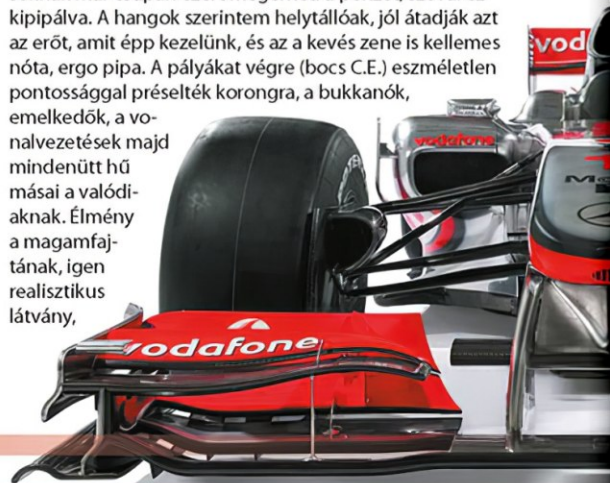 kipipálva. A hangok szerintem helytállóak, jól átadják azt
az erőt, amit épp kezelünk, és az a kevés zene is kellemes
nóta, ergo pipa. A pályákat végre (bocs C.E.) eszméletlen
pontossággal préselték korongra, a bukkanók,
emelkedők, a vo-
nalvezetések majd
mindenütt hű
másai a valódi-
aknak. Élmény
a magamfaj-
tának, igen
realisztikus
látvány,
vod
vodafone
vodafone